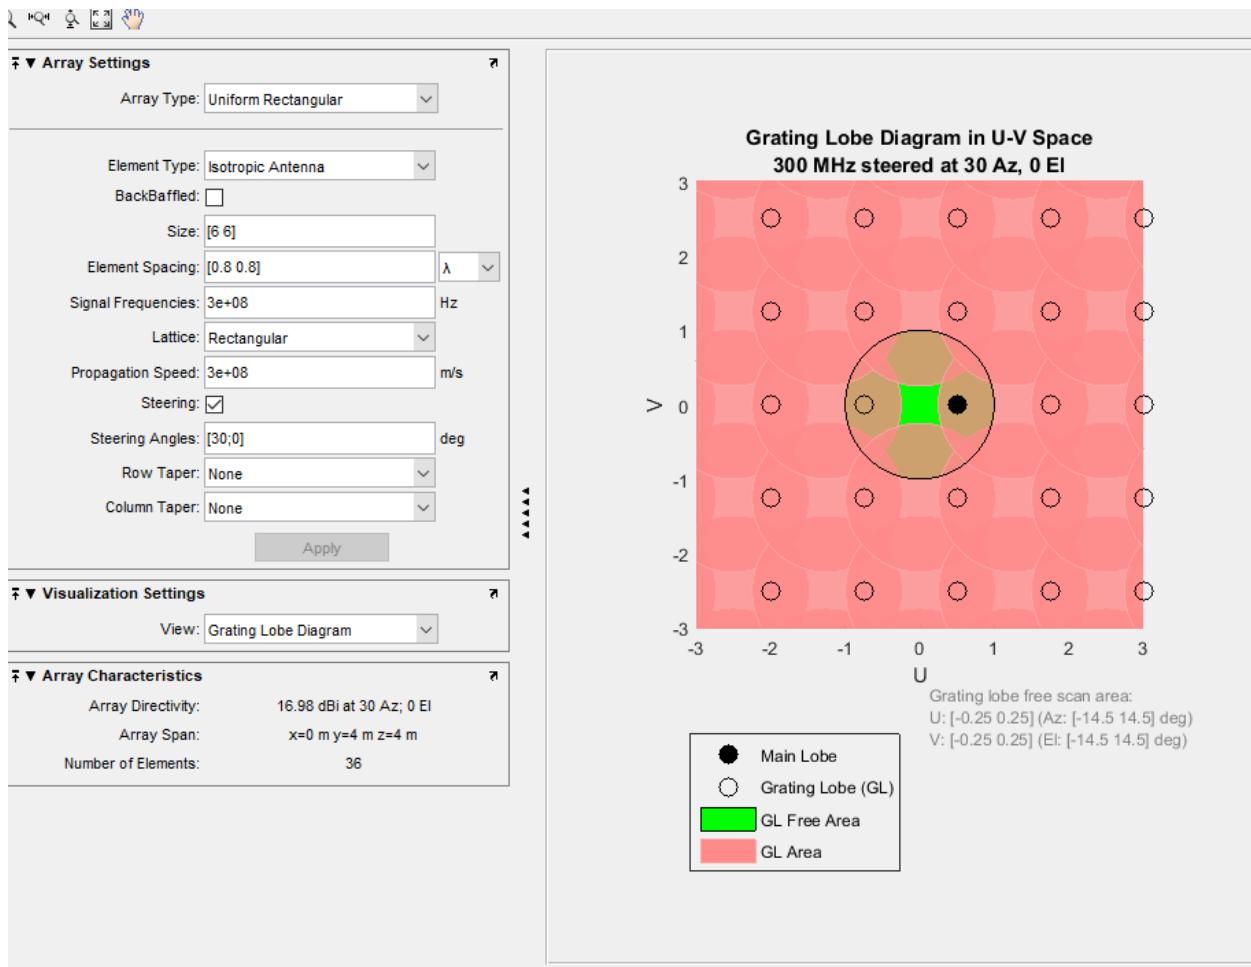 Array Settings
Array Type: Uniform Rectangular
Element Type: Isotropic Antenna
BackBaffled:
Size: [6 6]
Element Spacing: [0.8 0.8] λ
Signal Frequencies: 3e+08 Hz
Lattice: Rectangular
Propagation Speed: 3e+08 m/s
Steering:
Steering Angles: [30;0] deg
Row Taper: None
Column Taper: None
Apply
Visualization Settings
View: Grating Lobe Diagram
Array Characteristics
Array Directivity: 16.98 dBi at 30 Az; 0 El
Array Span: x=0 m y=4 m z=4 m
Number of Elements: 36
Grating Lobe Diagram in U-V Space
300 MHz steered at 30 Az, 0 El
3
2
1
0
-1
-2
-3
V
-3 -2 -1 0 1 2 3
U
Grating lobe free scan area:
U: [-0.25 0.25] (Az: [-14.5 14.5] deg)
V: [-0.25 0.25] (El: [-14.5 14.5] deg)
Main Lobe
Grating Lobe (GL)
GL Free Area
GL Area